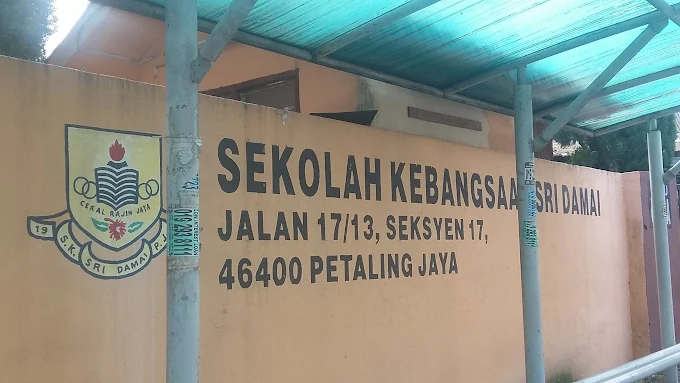 SEKOLAH KEBANGSAA SRI DAMAI
JALAN 17/13, SEKSYEN 17,
46400 PETALING JAYA
CEKAL RAJIN JAYA
19 S.K. SRI DAMAI P.J